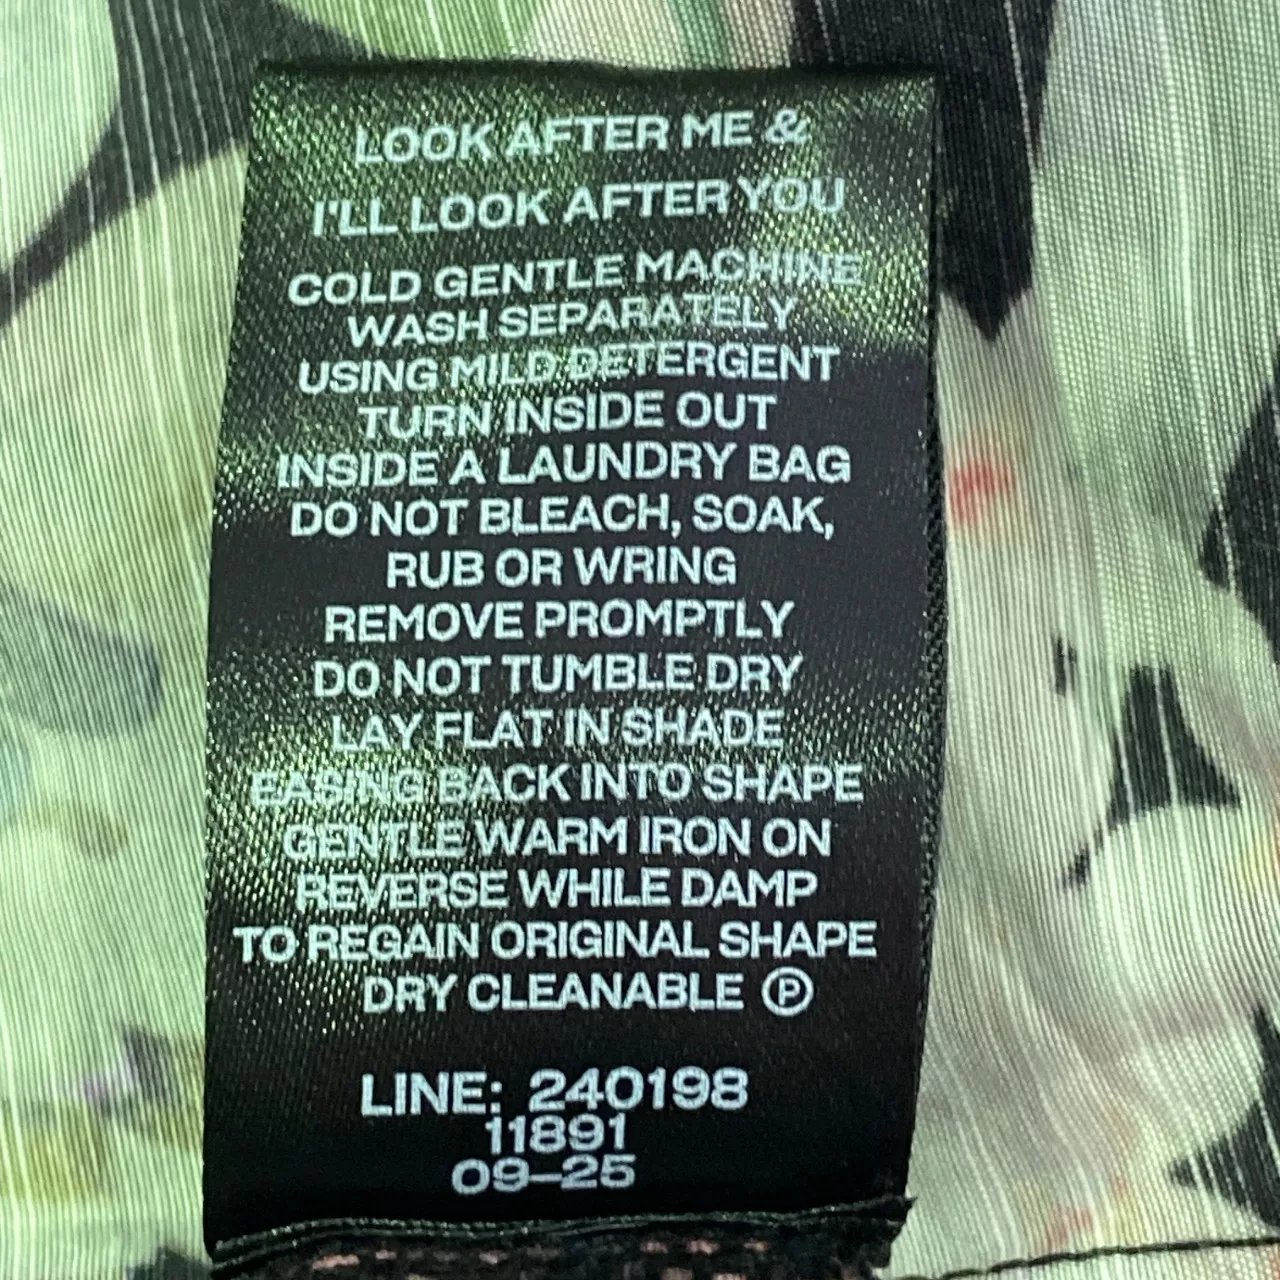 LOOK AFTER ME &
I'LL LOOK AFTER YOU
COLD GENTLE MACHINE
WASH SEPARATELY
USING MILD DETERGENT
TURN INSIDE OUT
INSIDE A LAUNDRY BAG
DO NOT BLEACH, SOAK,
RUB OR WRING
REMOVE PROMPTLY
DO NOT TUMBLE DRY
LAY FLAT IN SHADE
EASING BACK INTO SHAPE
GENTLE WARM IRON ON
REVERSE WHILE DAMP
TO REGAIN ORIGINAL SHAPE
DRY CLEANABLE Ⓟ
LINE: 240198
11891
09-25